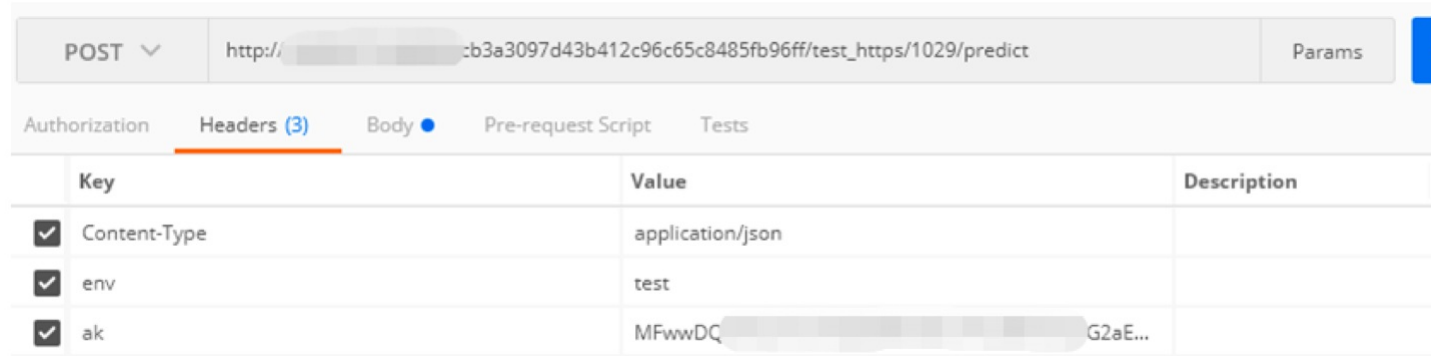 POST http:// cb3a3097d43b412c96c65c8485fb96ff/test_https/1029/predict Params
Authorization Headers (3) Body Pre-request Script Tests
Key Value Description
Content-Type application/json
env test
ak MFwwDQ G2aE...